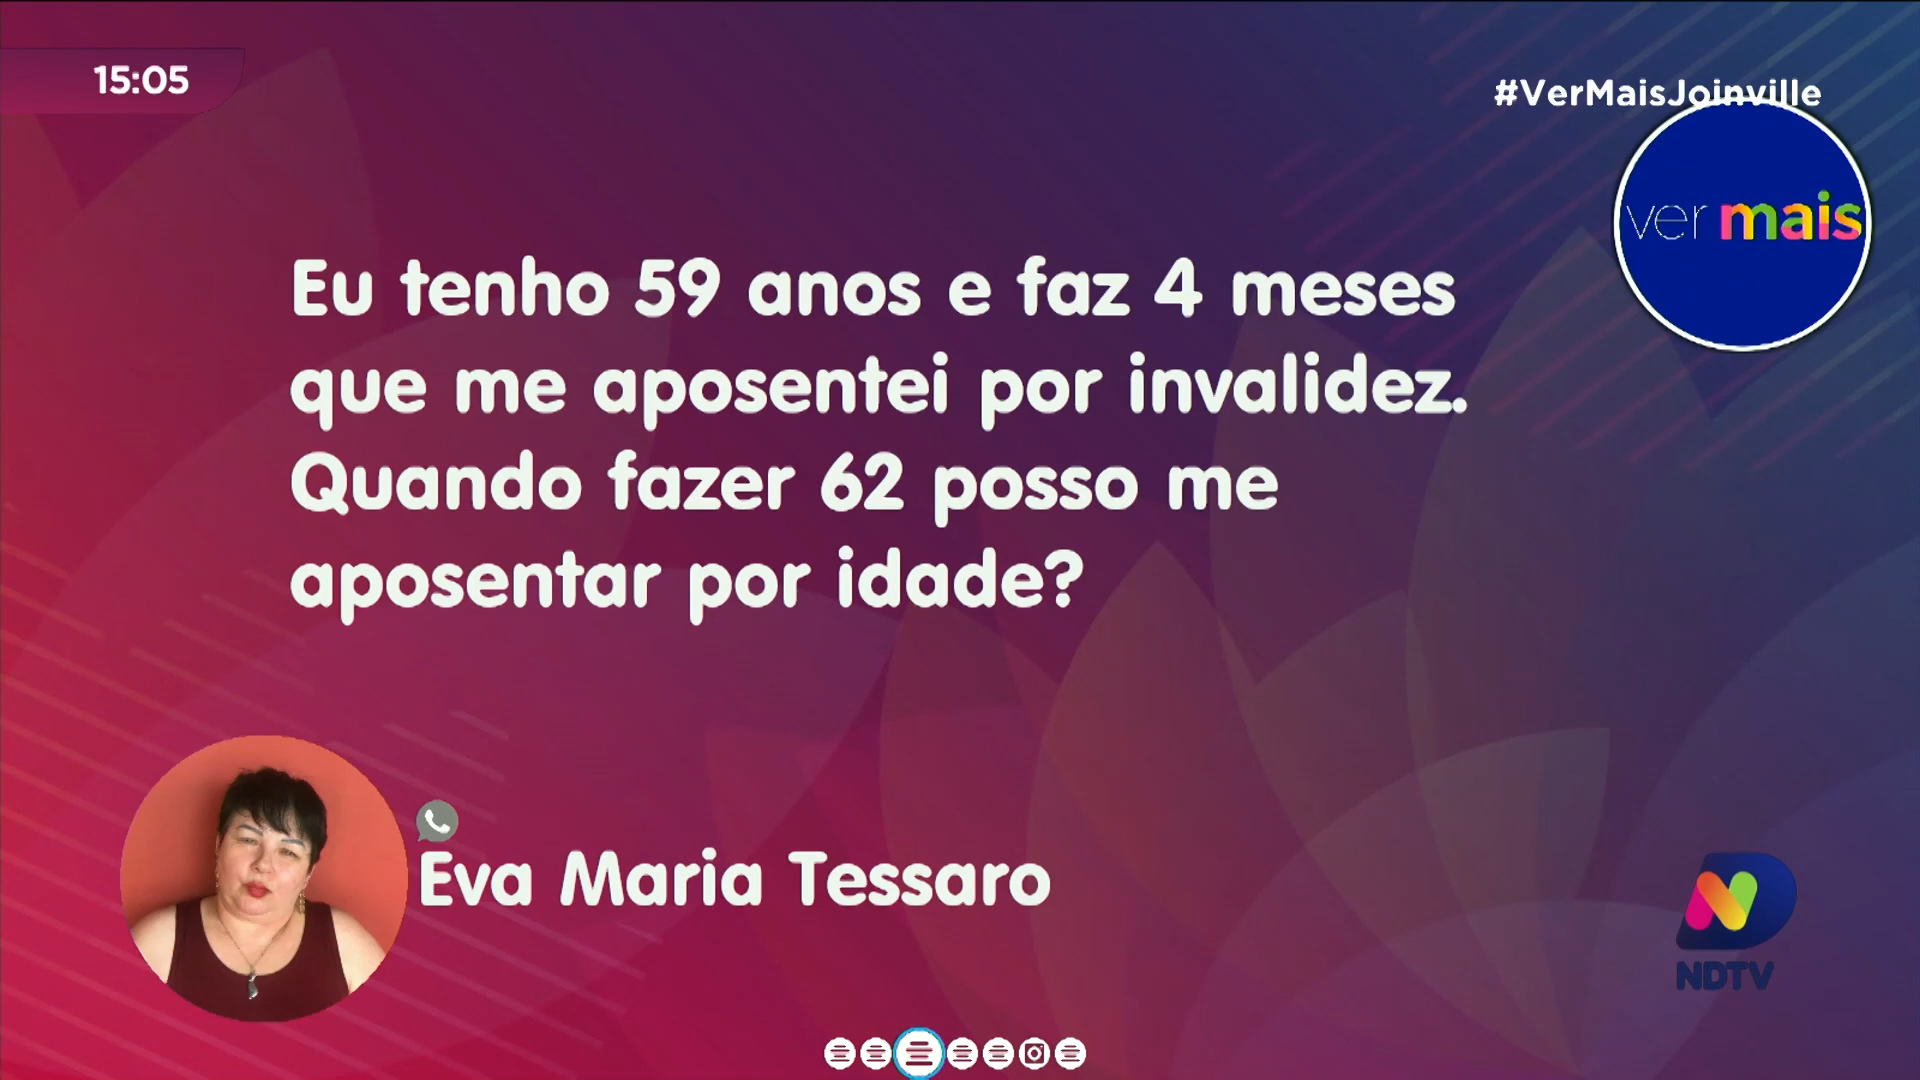 15:05
#VerMaisJoinville
ver mais
Eu tenho 59 anos e faz 4 meses
que me aposentei por invalidez.
Quando fazer 62 posso me
aposentar por idade?
Eva Maria Tessaro
NDTV